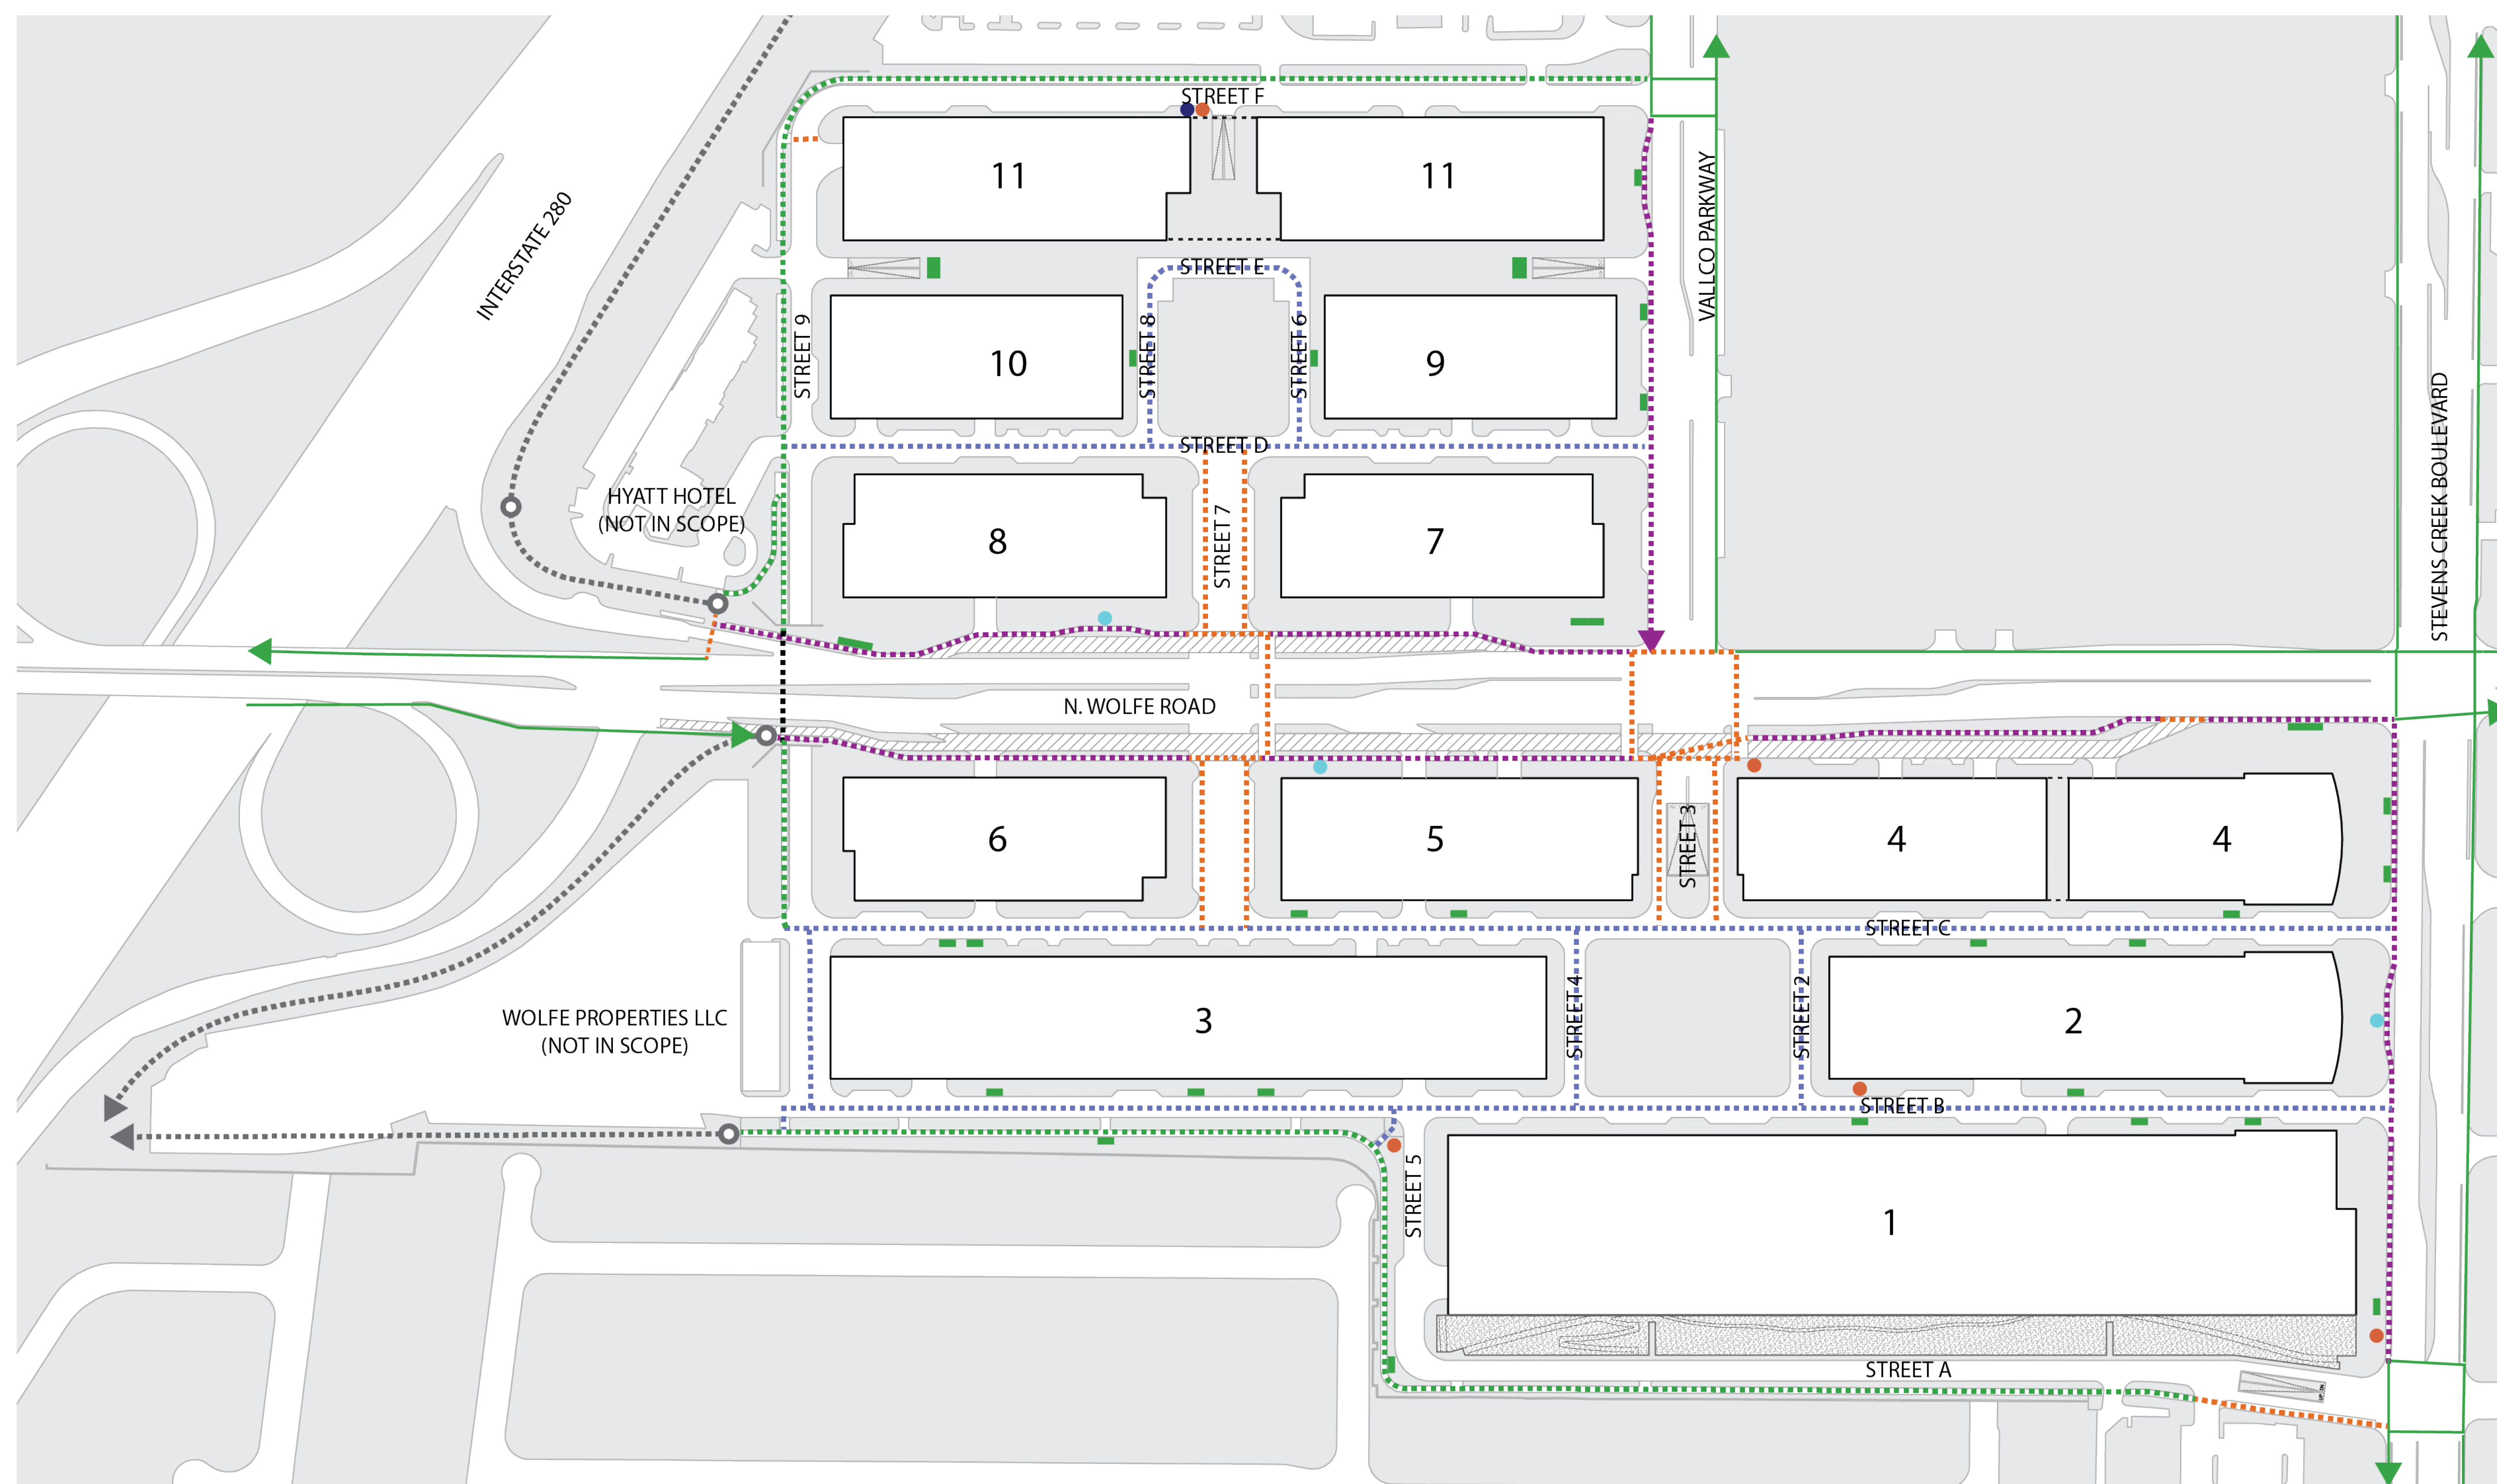 STREET F
11
11
INTERSTATE 280
VALLCO PARKWAY
STREET E
STREET 9
10
STREET 8
STREET 6
9
STEVENS CREEK BOULEVARD
STREET D
HYATT HOTEL
(NOT IN SCOPE)
8
STREET 7
7
N. WOLFE ROAD
6
5
STREET 3
4
4
STREET C
WOLFE PROPERTIES LLC
(NOT IN SCOPE)
3
STREET 4
STREET 2
2
STREET B
STREET 5
1
STREET A